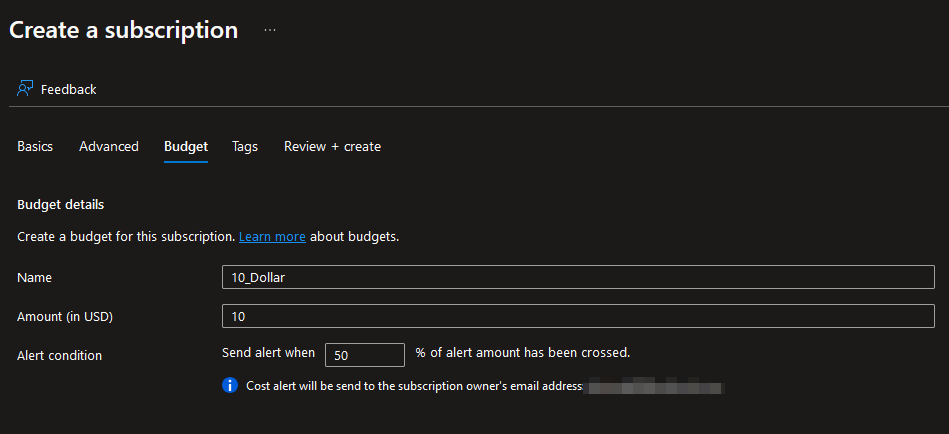 Create a subscription ...
Feedback
Basics Advanced Budget Tags Review + create
Budget details
Create a budget for this subscription. Learn more about budgets.
Name 10_Dollar
Amount (in USD) 10
Alert condition Send alert when 50 % of alert amount has been crossed.
Cost alert will be send to the subscription owner's email address